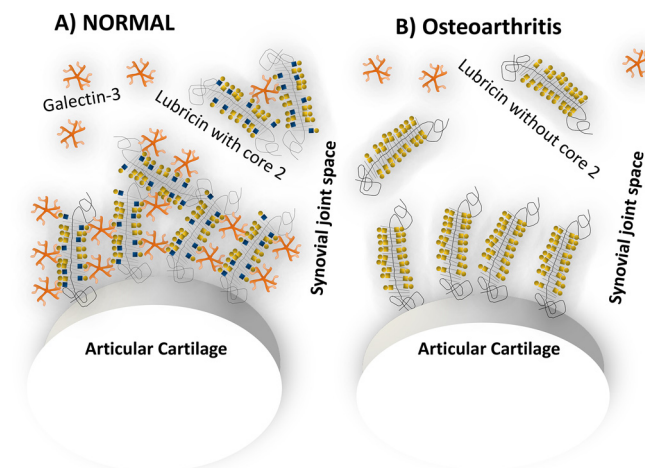 A) NORMAL
Galectin-3
Lubricin with core 2
Synovial joint space
Articular Cartilage
B) Osteoarthritis
Lubricin without core 2
Synovial joint space
Articular Cartilage